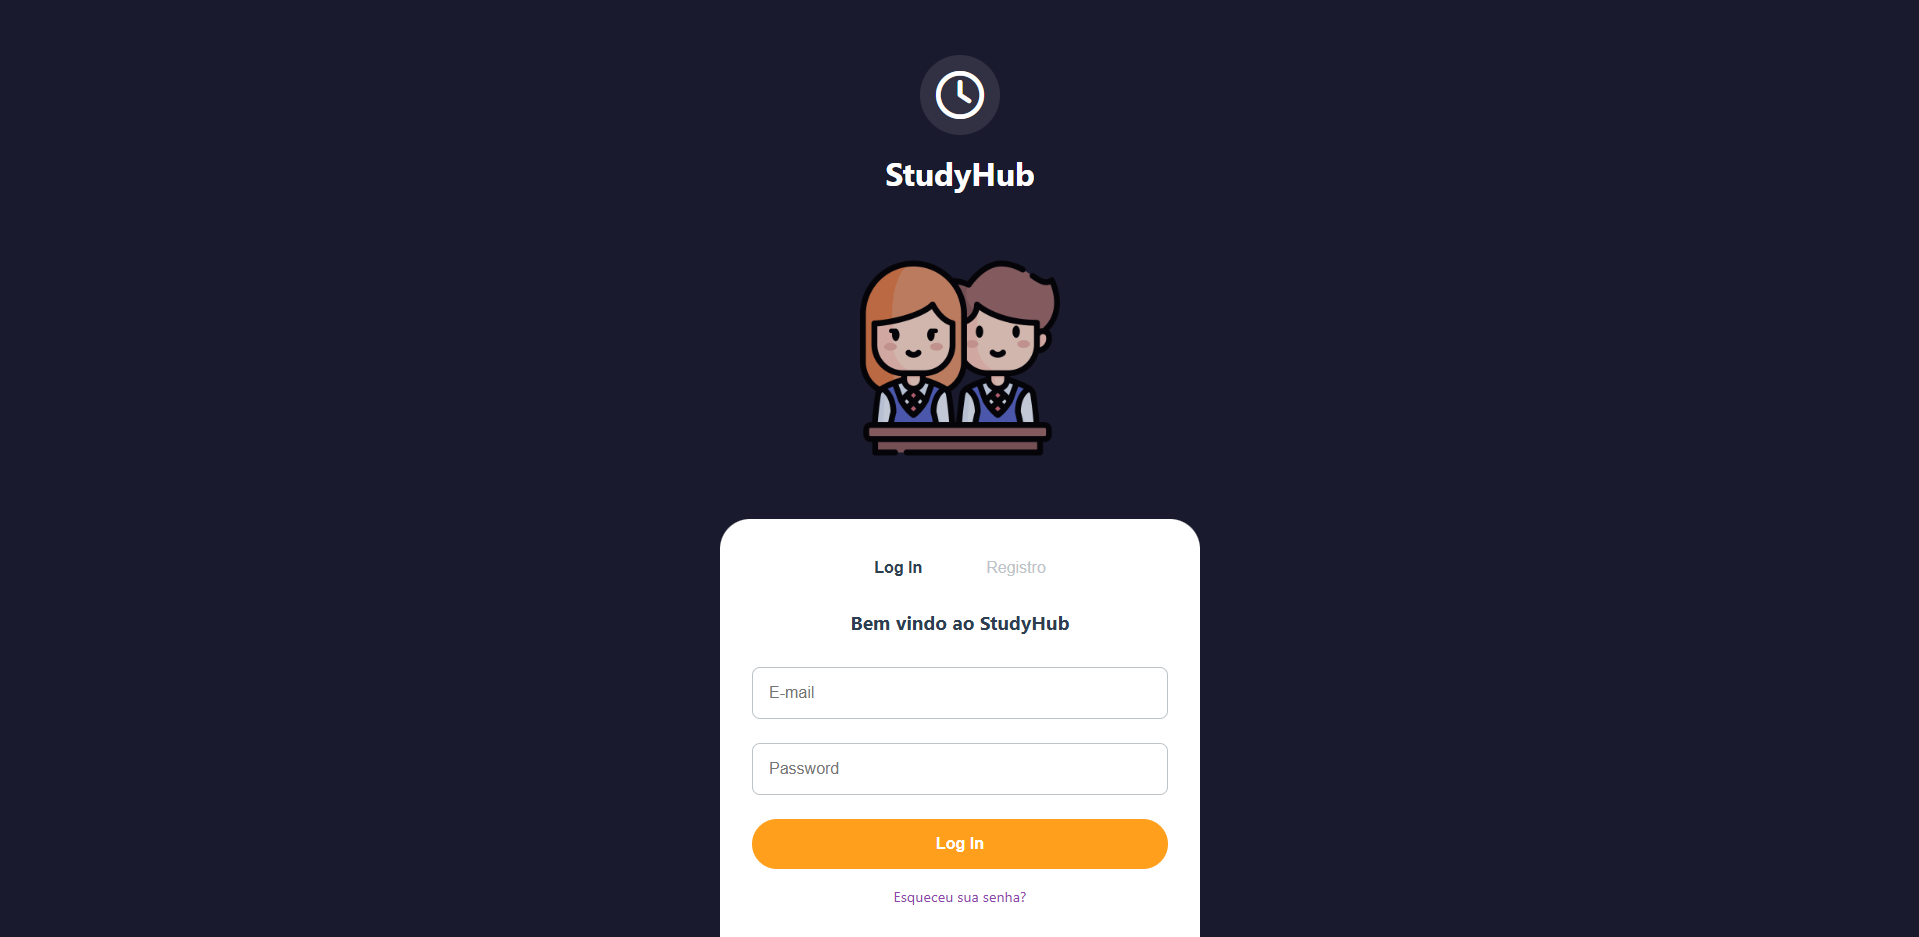 StudyHub
Log In Registro
Bem vindo ao StudyHub
E-mail
Password
Log In
Esqueceu sua senha?